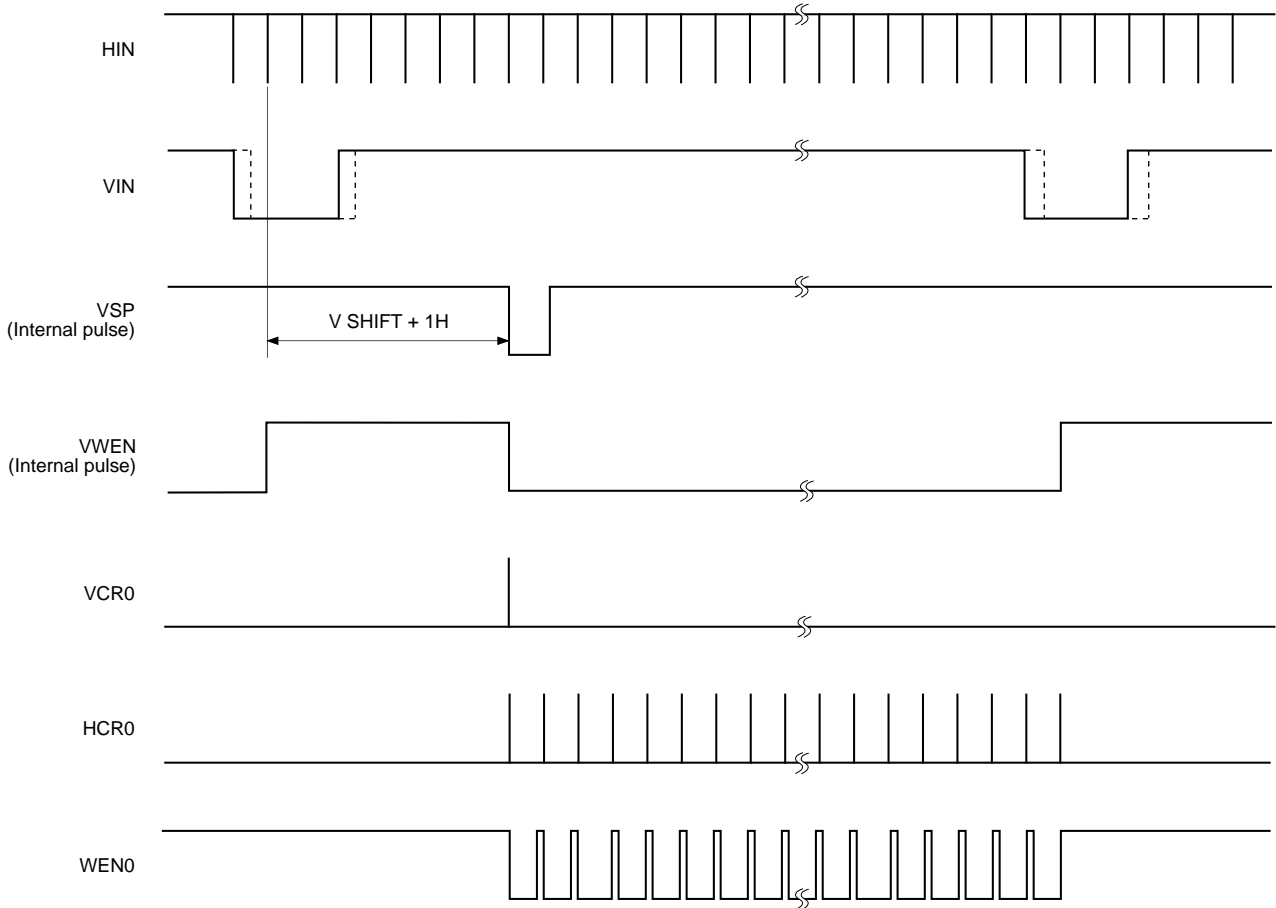 HIN
VIN
VSP
(Internal pulse)
V SHIFT + 1H
VWEN
(Internal pulse)
VCR0
HCR0
WEN0